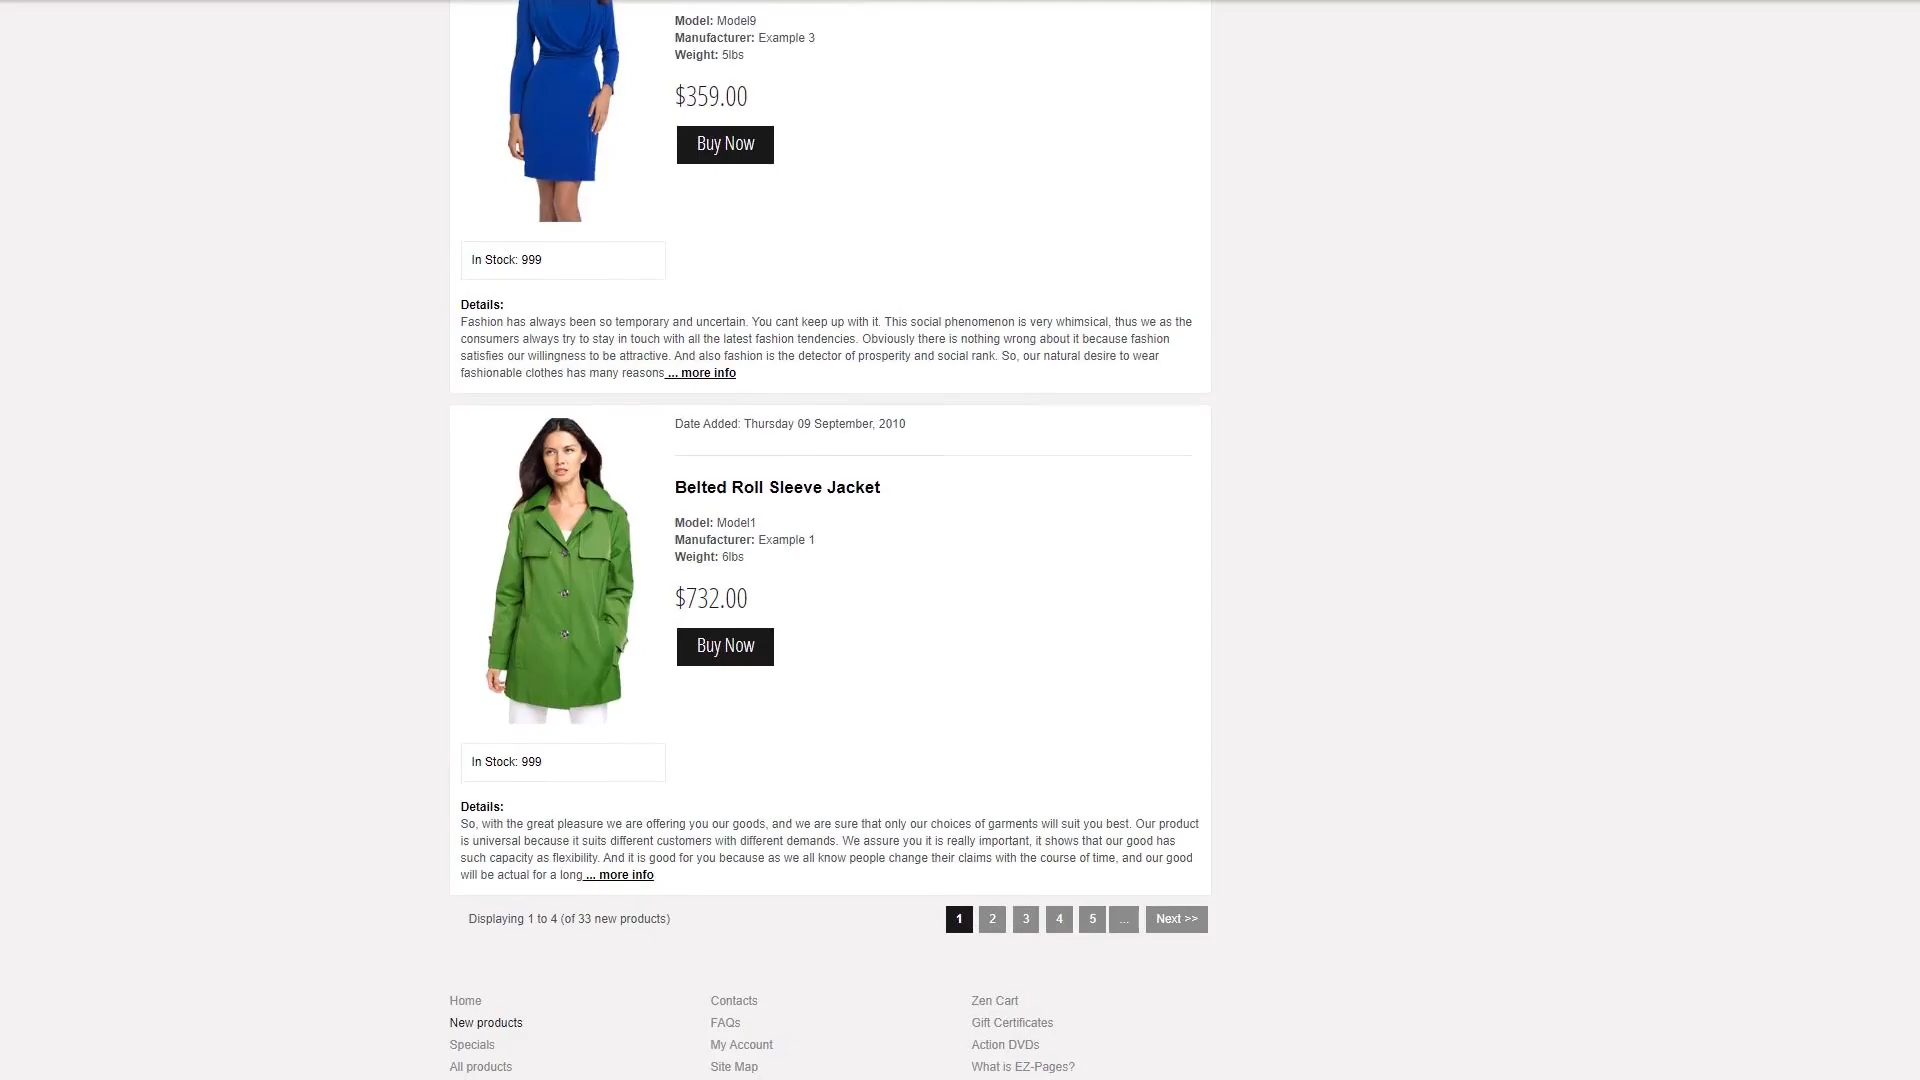 Model: Model9
Manufacturer: Example 3
Weight: 5lbs
$359.00
Buy Now
In Stock: 999
Details:
Fashion has always been so temporary and uncertain. You cant keep up with it. This social phenomenon is very whimsical, thus we as the
consumers always try to stay in touch with all the latest fashion tendencies. Obviously there is nothing wrong about it because fashion
satisfies our willingness to be attractive. And also fashion is the detector of prosperity and social rank. So, our natural desire to wear
fashionable clothes has many reasons ... more info
Date Added: Thursday 09 September, 2010
Belted Roll Sleeve Jacket
Model: Model1
Manufacturer: Example 1
Weight: 6lbs
$732.00
Buy Now
In Stock: 999
Details:
So, with the great pleasure we are offering you our goods, and we are sure that only our choices of garments will suit you best. Our product
is universal because it suits different customers with different demands. We assure you it is really important, it shows that our good has
such capacity as flexibility. And it is good for you because as we all know people change their claims with the course of time, and our good
will be actual for a long ... more info
Displaying 1 to 4 (of 33 new products)
1 2 3 4 5 ... Next >>
Home
New products
Specials
All products
Contacts
FAQs
My Account
Site Map
Zen Cart
Gift Certificates
Action DVDs
What is EZ-Pages?